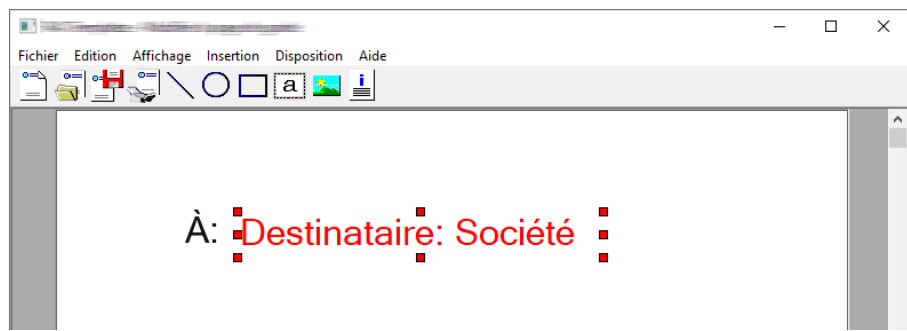 Fichier Edition Affichage Insertion Disposition Aide
a
À: Destinataire: Société